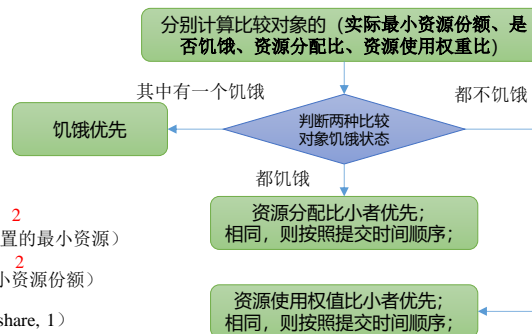 分别计算比较对象的（实际最小资源份额、是
否饥饿、资源分配比、资源使用权重比）
其中有一个饥饿
都不饥饿
饥饿优先
判断两种比较
对象饥饿状态
都饥饿
资源分配比小者优先；
相同，则按照提交时间顺序；
2
置的最小资源）
2
小资源份额）
share, 1）
资源使用权值比小者优先；
相同，则按照提交时间顺序；